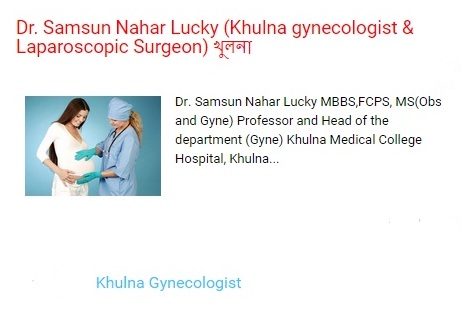 Dr. Samsun Nahar Lucky (Khulna gynecologist &
Laparoscopic Surgeon) খুলনা
Dr. Samsun Nahar Lucky MBBS,FCPS, MS(Obs
and Gyne) Professor and Head of the
department (Gyne) Khulna Medical College
Hospital, Khulna...
Khulna Gynecologist